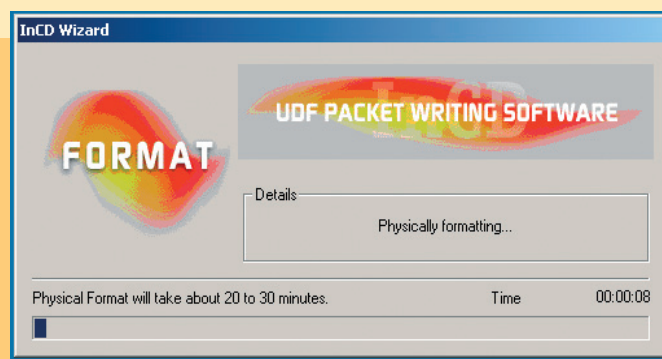 InCD Wizard
InCD
UDF PACKET WRITING SOFTWARE
FORMAT
Details
Physically formatting...
Physical Format will take about 20 to 30 minutes. Time 00:00:08